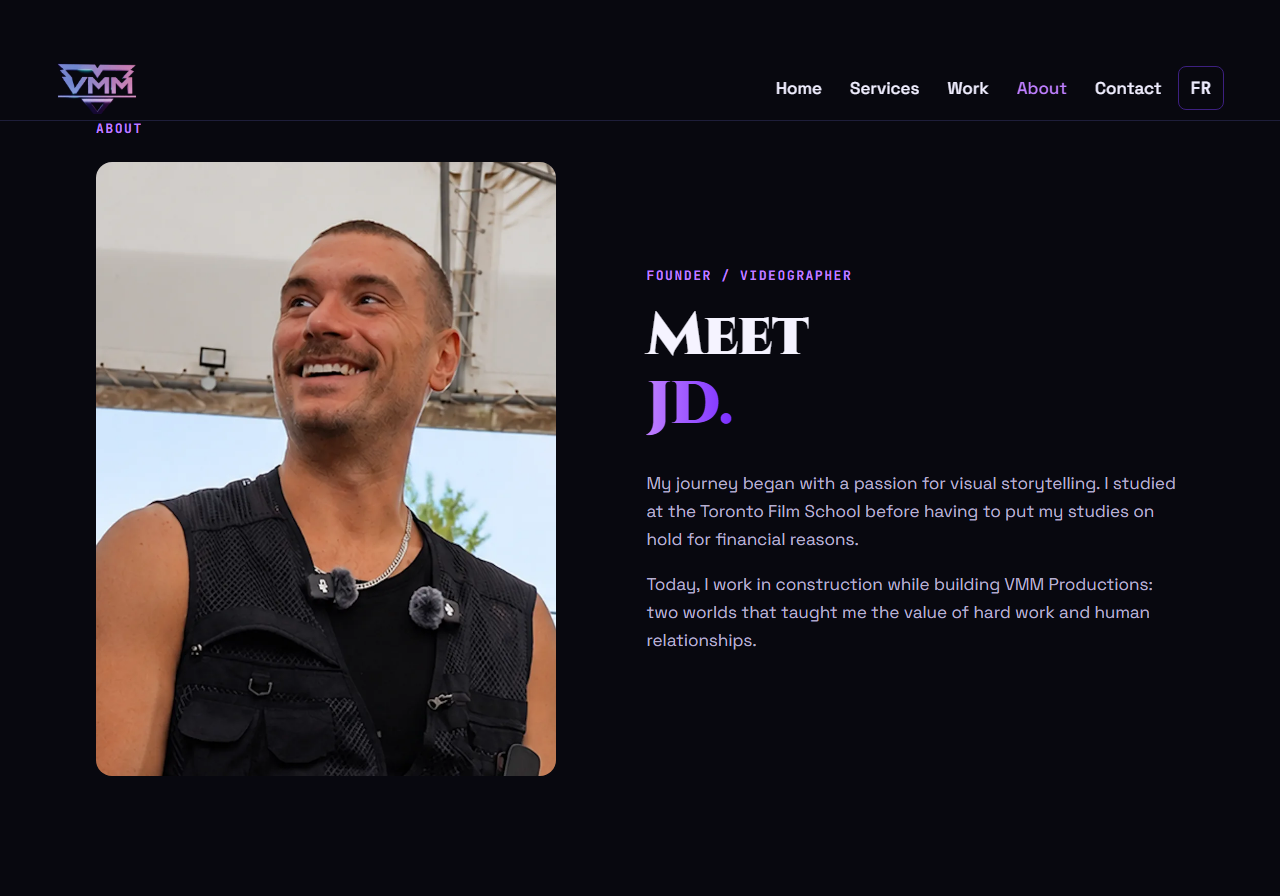 VMM
Home Services Work About Contact FR
ABOUT
FOUNDER / VIDEOGRAPHER
MEET
JD.
My journey began with a passion for visual storytelling. I studied
at the Toronto Film School before having to put my studies on
hold for financial reasons.
Today, I work in construction while building VMM Productions:
two worlds that taught me the value of hard work and human
relationships.